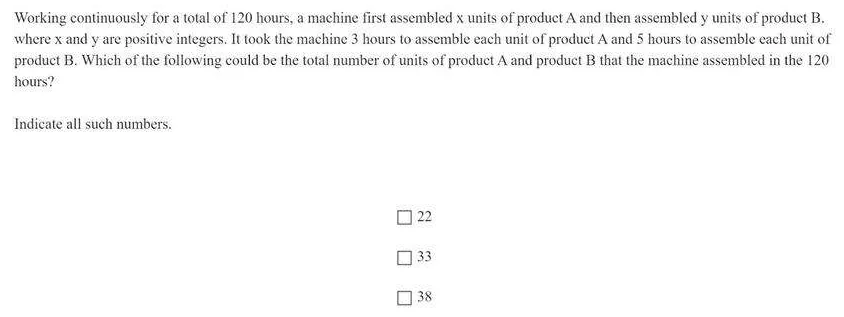 Working continuously for a total of 120 hours, a machine first assembled x units of product A and then assembled y units of product B.
where x and y are positive integers. It took the machine 3 hours to assemble each unit of product A and 5 hours to assemble each unit of
product B. Which of the following could be the total number of units of product A and product B that the machine assembled in the 120
hours?
Indicate all such numbers.
22
33
38